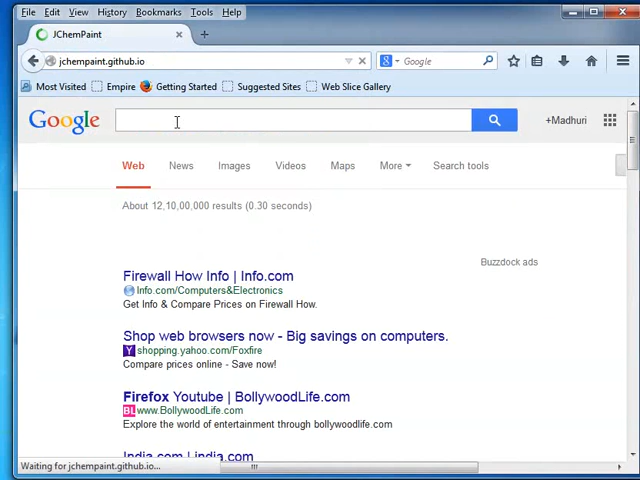 File Edit View History Bookmarks Tools Help
JChemPaint
jchempaint.github.io Google
Most Visited Empire Getting Started Suggested Sites Web Slice Gallery
Google +Madhuri
Web News Images Videos Maps More Search tools
About 12,10,00,000 results (0.30 seconds)
Buzzdock ads
Firewall How Info | Info.com
Info.com/Computers&Electronics
Get Info & Compare Prices on Firewall How.
Shop web browsers now - Big savings on computers.
Y shopping.yahoo.com/Foxfire
Compare prices online - Save now!
Firefox Youtube | BollywoodLife.com
BL www.BollywoodLife.com
Explore the world of entertainment through bollywoodlife.com
India.com | india.com
Waiting for jchempaint.github.io...